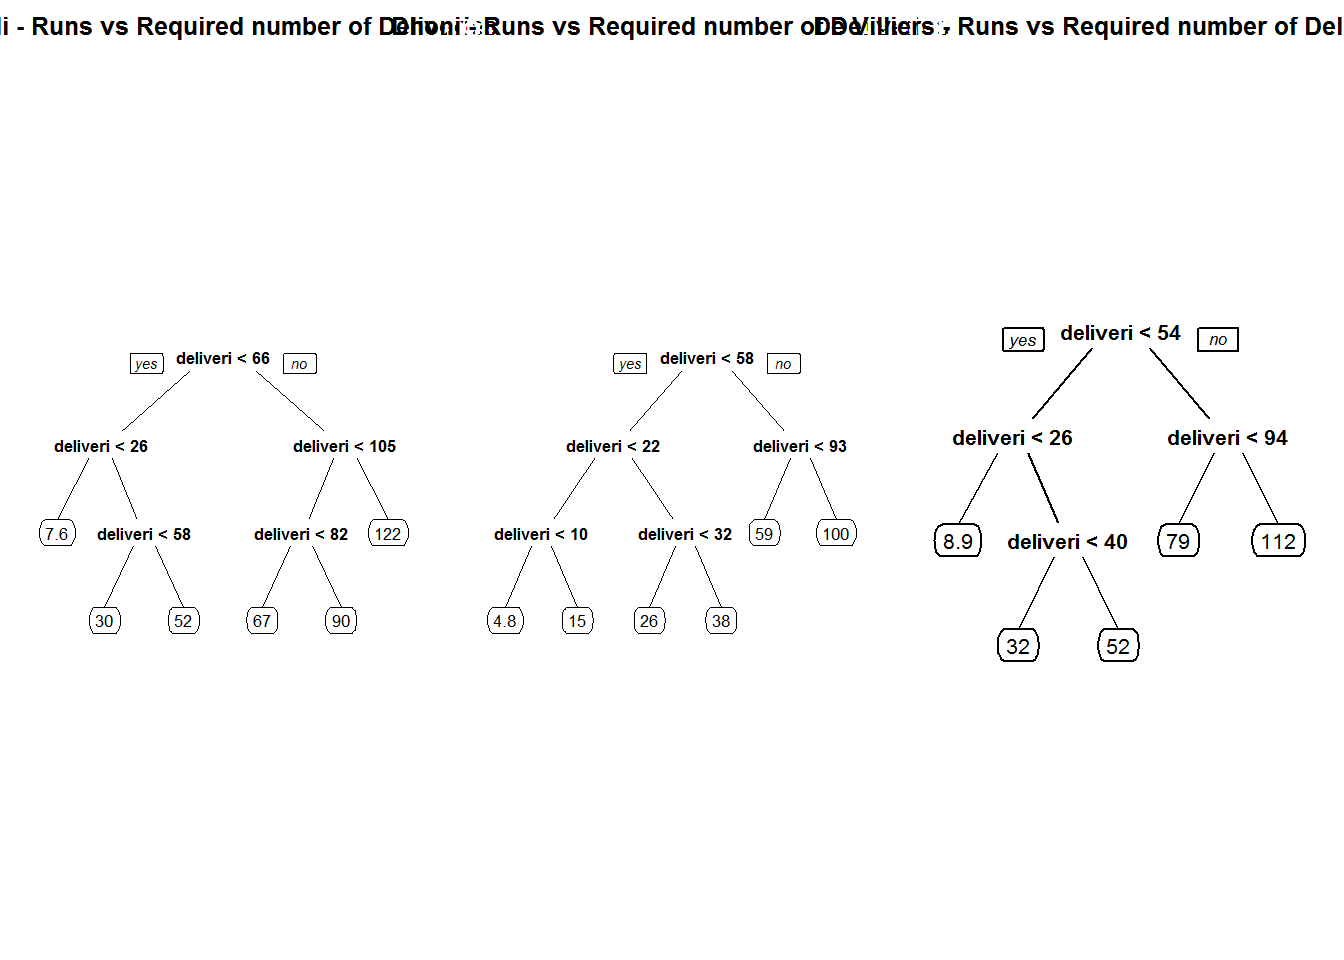 li - Runs vs Required number of
Dhoni - Runs vs Required number of
DeVilliers - Runs vs Required number of Del
yes deliveri < 66 no
deliveri < 26 deliveri < 105
7.6 deliveri < 58 deliveri < 82 122
30 52 67 90
yes deliveri < 58 no
deliveri < 22 deliveri < 93
deliveri < 10 deliveri < 32 59 100
4.8 15 26 38
yes deliveri < 54 no
deliveri < 26 deliveri < 94
8.9 deliveri < 40 79 112
32 52